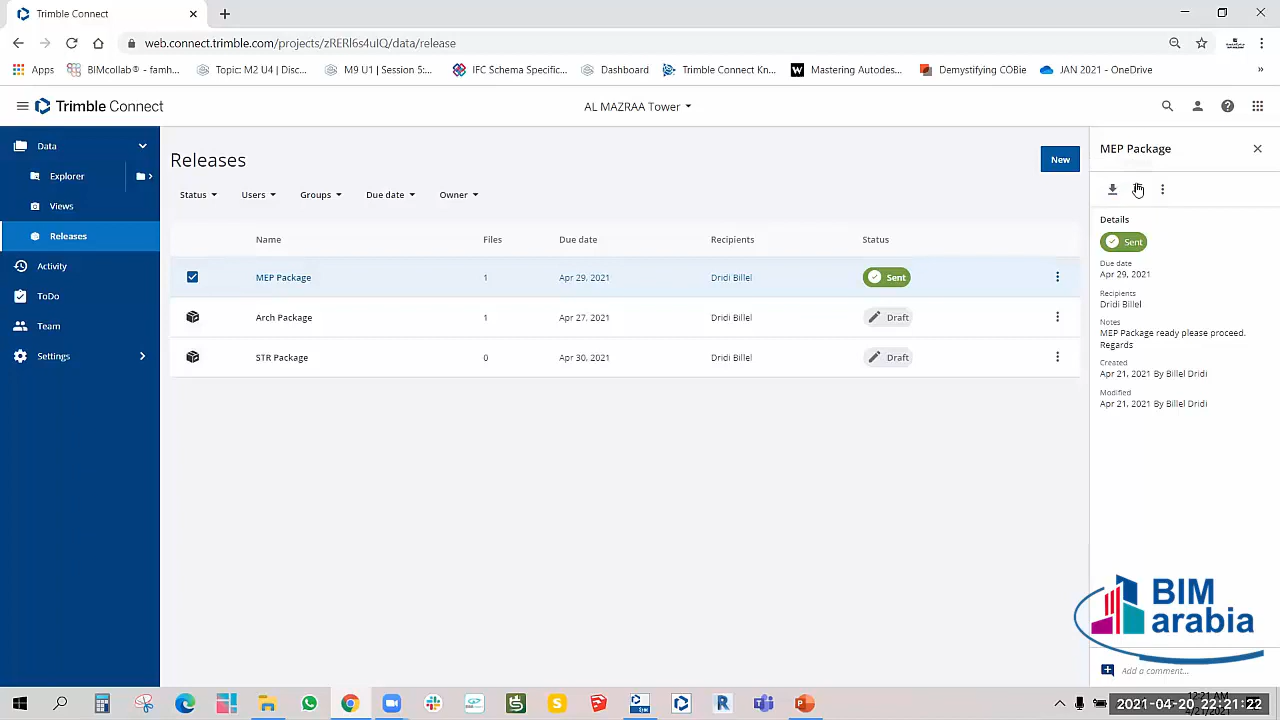 Trimble Connect
web.connect.trimble.com/projects/zRERl6s4uIQ/data/release
Apps
BIMcollab® - famh...
Topic: M2 U4 | Disc...
M9 U1 | Session 5:...
IFC Schema Specific...
Dashboard
Trimble Connect Kn...
Mastering Autodes...
Demystifying COBie
JAN 2021 - OneDrive
»
Trimble Connect
AL MAZRAA Tower
Data
Explorer
Views
Releases
Activity
ToDo
Team
Settings
Releases
New
Status
Users
Groups
Due date
Owner
Name Files Due date Recipients Status
MEP Package 1 Apr 29, 2021 Dridi Billel Sent
Arch Package 1 Apr 27, 2021 Dridi Billel Draft
STR Package 0 Apr 30, 2021 Dridi Billel Draft
MEP Package
Details
Sent
Due date
Apr 29, 2021
Recipients
Dridi Billel
Notes
MEP Package ready please proceed.
Regards
Created
Apr 21, 2021 By Billel Dridi
Modified
Apr 21, 2021 By Billel Dridi
BIM
arabia
Add a comment...
12:21 AM
2021-04-20 22:21:22